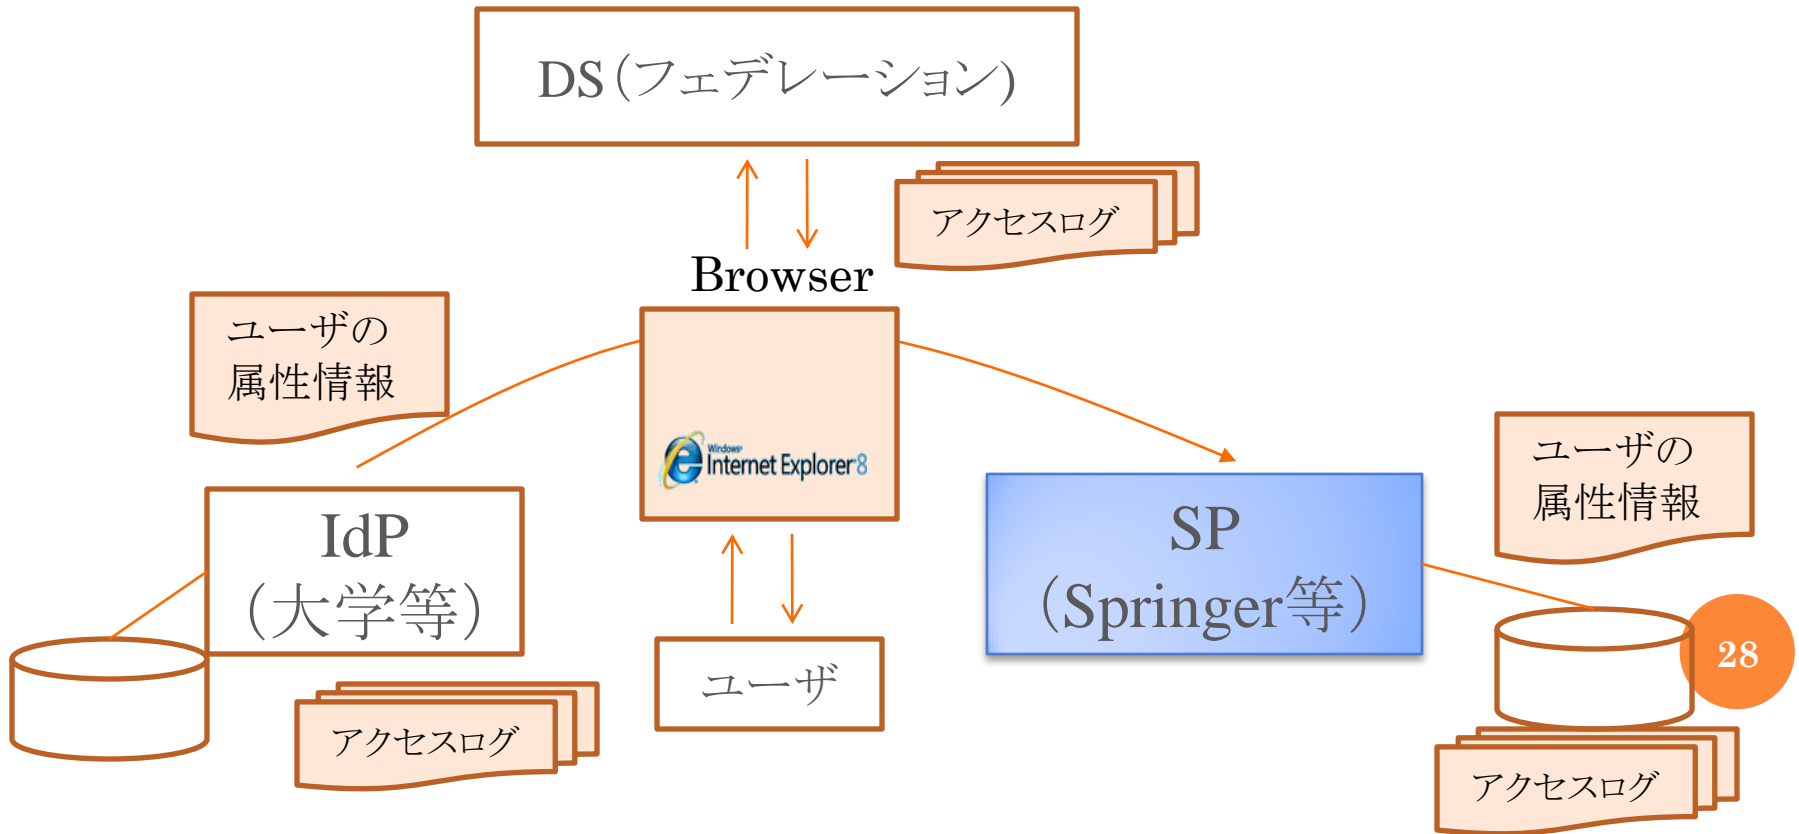 DS(フェデレーション)
アクセスログ
Browser
ユーザの
属性情報
Windows
Internet Explorer 8
ユーザの
属性情報
IdP
（大学等）
SP
（Springer等）
28
ユーザ
アクセスログ
アクセスログ